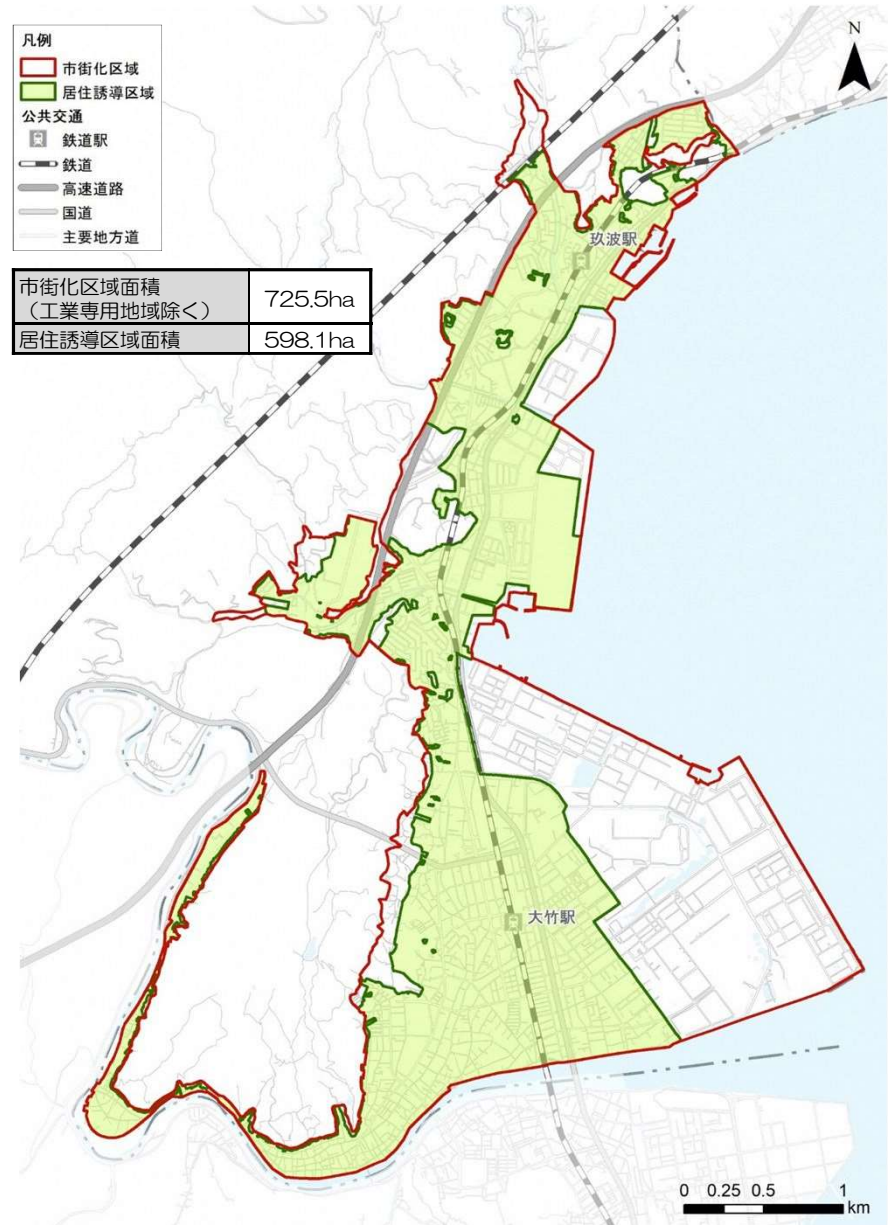 凡例
市街化区域
居住誘導区域
公共交通
鉄道駅
鉄道
高速道路
国道
主要地方道
市街化区域面積
（工業専用地域除く）
725.5ha
居住誘導区域面積
598.1ha
N
玖波駅
大竹駅
0 0.25 0.5 1
km